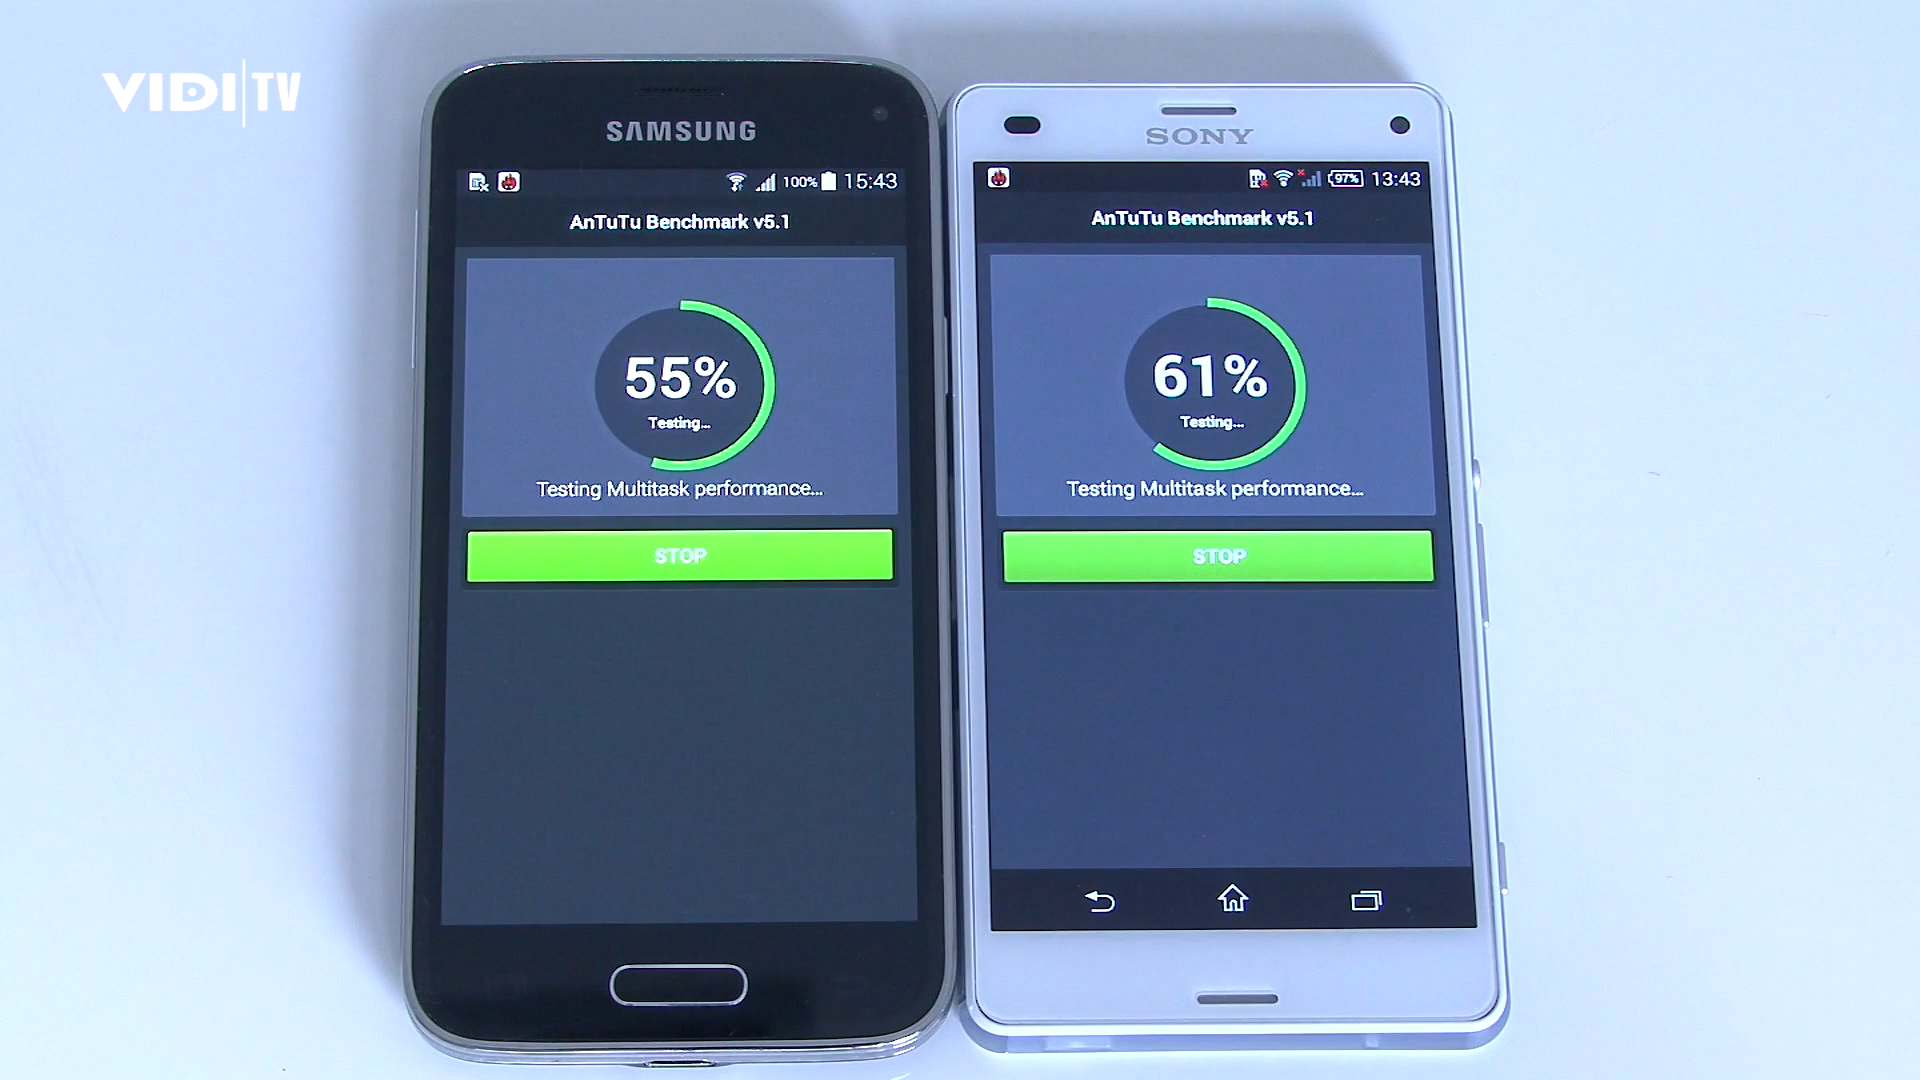 VIDI TV
SAMSUNG
100% 15:43
AnTuTu Benchmark v5.1
55%
Testing...
Testing Multitask performance...
STOP
SONY
97% 13:43
AnTuTu Benchmark v5.1
61%
Testing...
Testing Multitask performance...
STOP